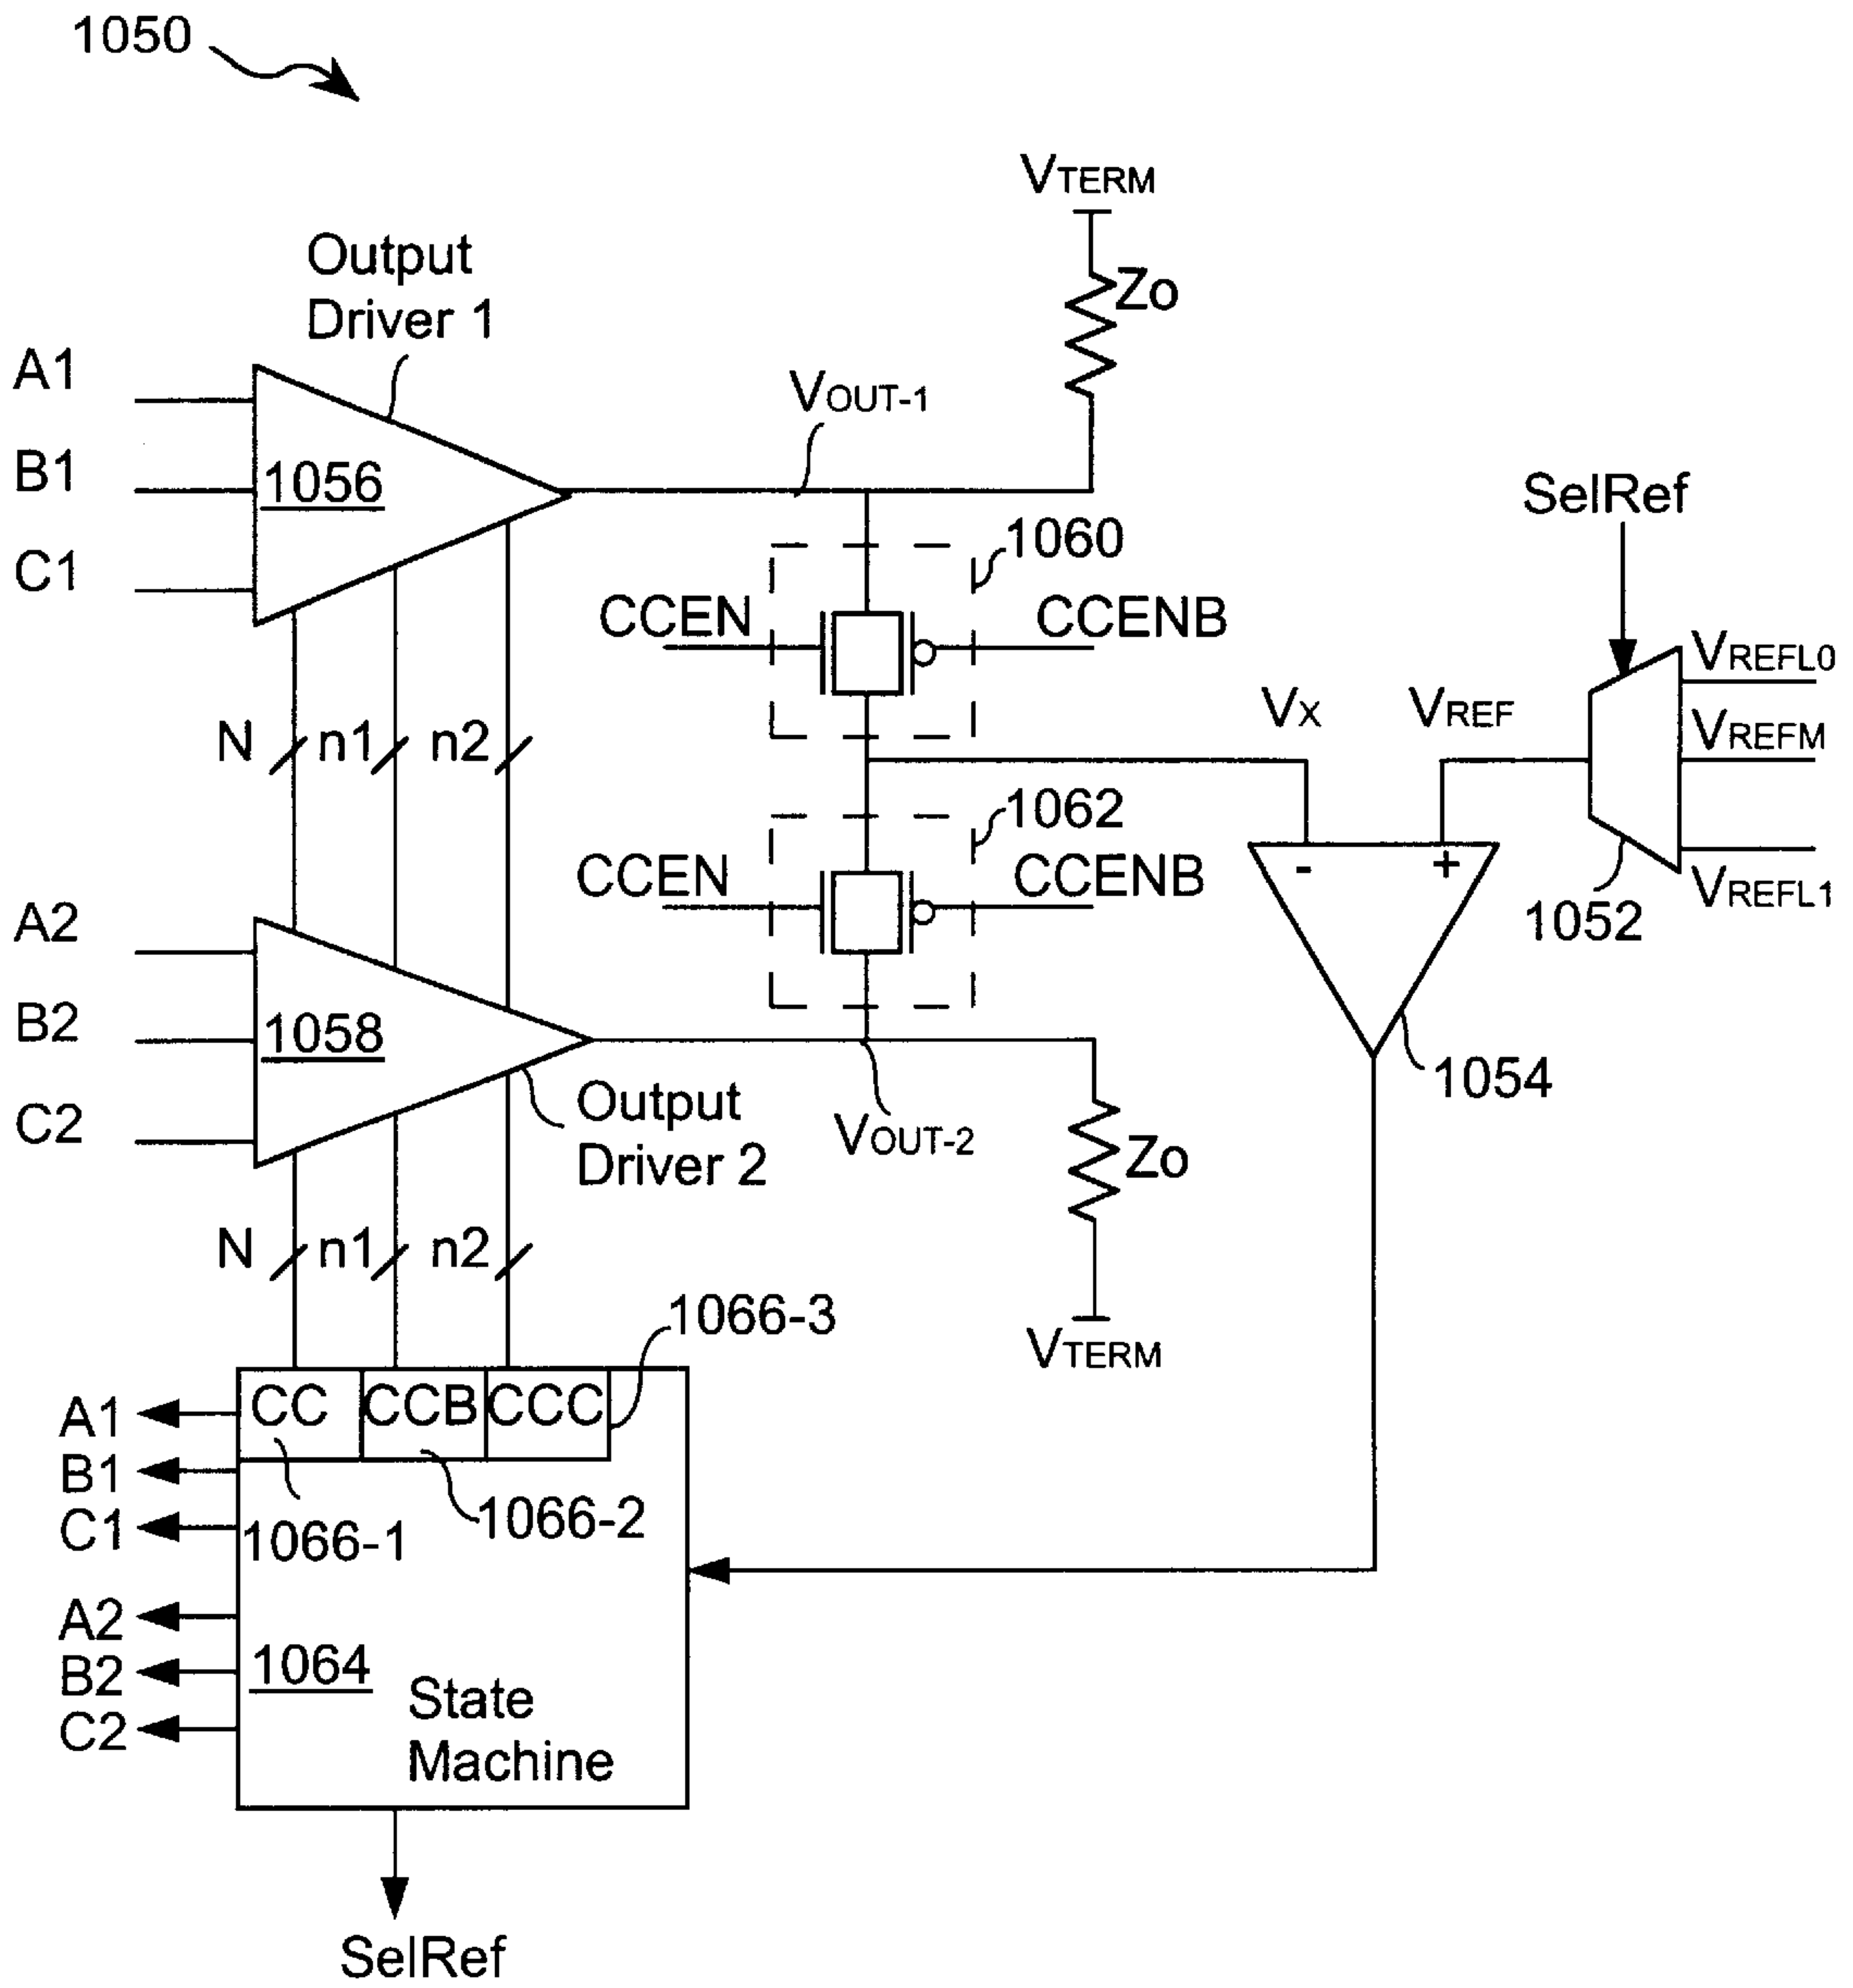 1050
VTERM
Output
Driver 1
Zo
A1
VOUT-1
B1
1056
SelRef
C1
1060
CCEN
CCENB
VREFL0
N
n1
n2
VX
VREF
VREFM
1062
CCEN
CCENB
-
+
VREFL1
A2
1052
B2
1058
1054
Output
Driver 2
C2
VOUT-2
Zo
N
n1
n2
1066-3
VTERM
A1
CC
CCB
CCC
B1
1066-2
C1
1066-1
A2
B2
1064
State
Machine
C2
SelRef